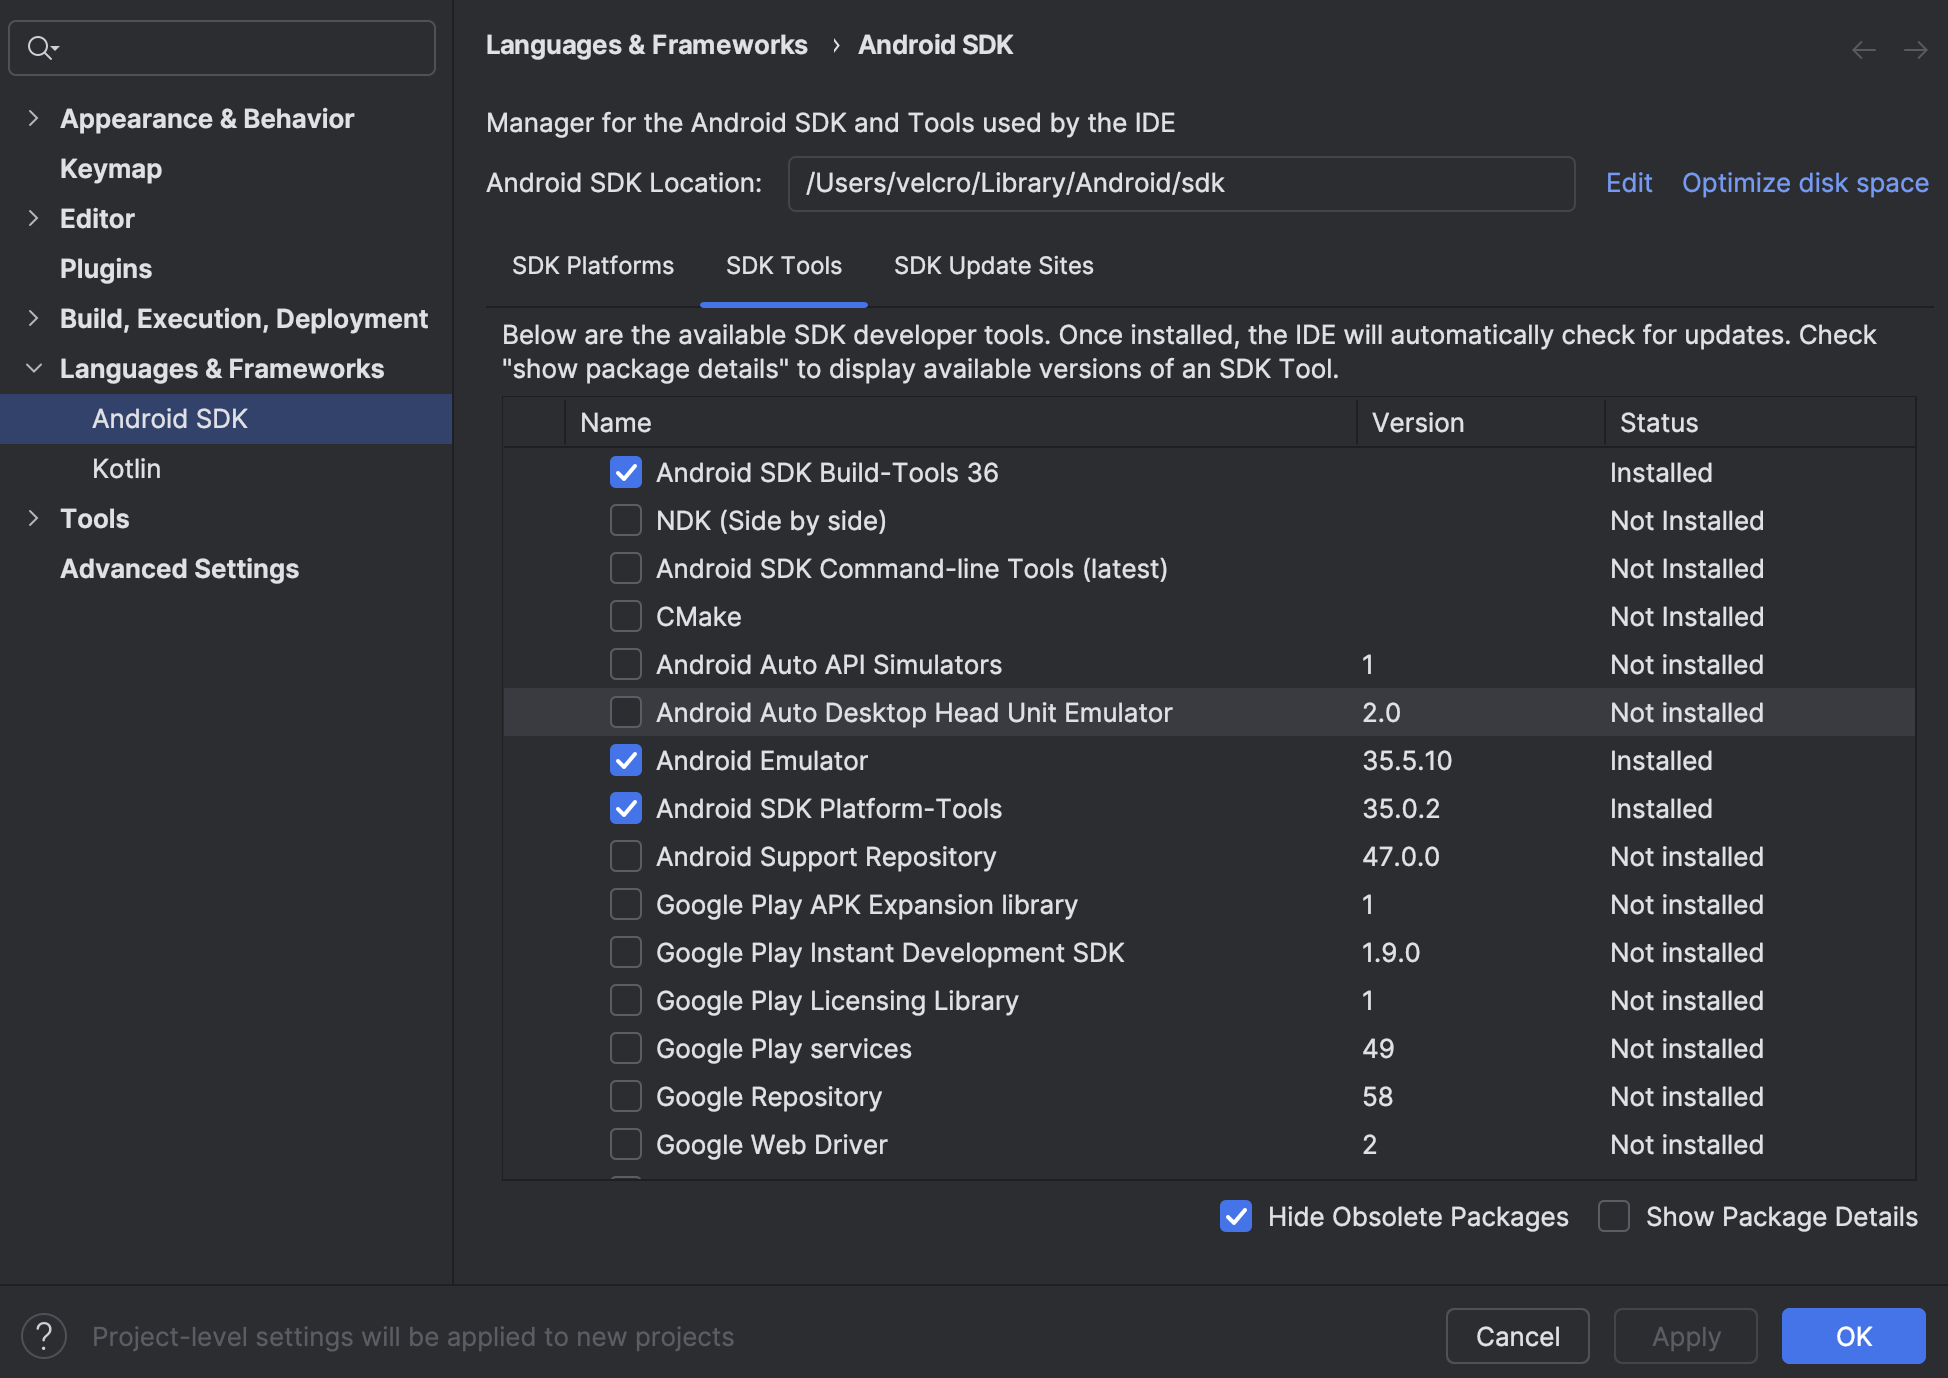 Appearance & Behavior
Keymap
Editor
Plugins
Build, Execution, Deployment
Languages & Frameworks
Android SDK
Kotlin
Tools
Advanced Settings
Languages & Frameworks › Android SDK
Manager for the Android SDK and Tools used by the IDE
Android SDK Location: /Users/velcro/Library/Android/sdk Edit Optimize disk space
SDK Platforms SDK Tools SDK Update Sites
Below are the available SDK developer tools. Once installed, the IDE will automatically check for updates. Check
"show package details" to display available versions of an SDK Tool.
Name Version Status
Android SDK Build-Tools 36 Installed
NDK (Side by side) Not Installed
Android SDK Command-line Tools (latest) Not Installed
CMake Not Installed
Android Auto API Simulators 1 Not installed
Android Auto Desktop Head Unit Emulator 2.0 Not installed
Android Emulator 35.5.10 Installed
Android SDK Platform-Tools 35.0.2 Installed
Android Support Repository 47.0.0 Not installed
Google Play APK Expansion library 1 Not installed
Google Play Instant Development SDK 1.9.0 Not installed
Google Play Licensing Library 1 Not installed
Google Play services 49 Not installed
Google Repository 58 Not installed
Google Web Driver 2 Not installed
Hide Obsolete Packages Show Package Details
? Project-level settings will be applied to new projects Cancel Apply OK